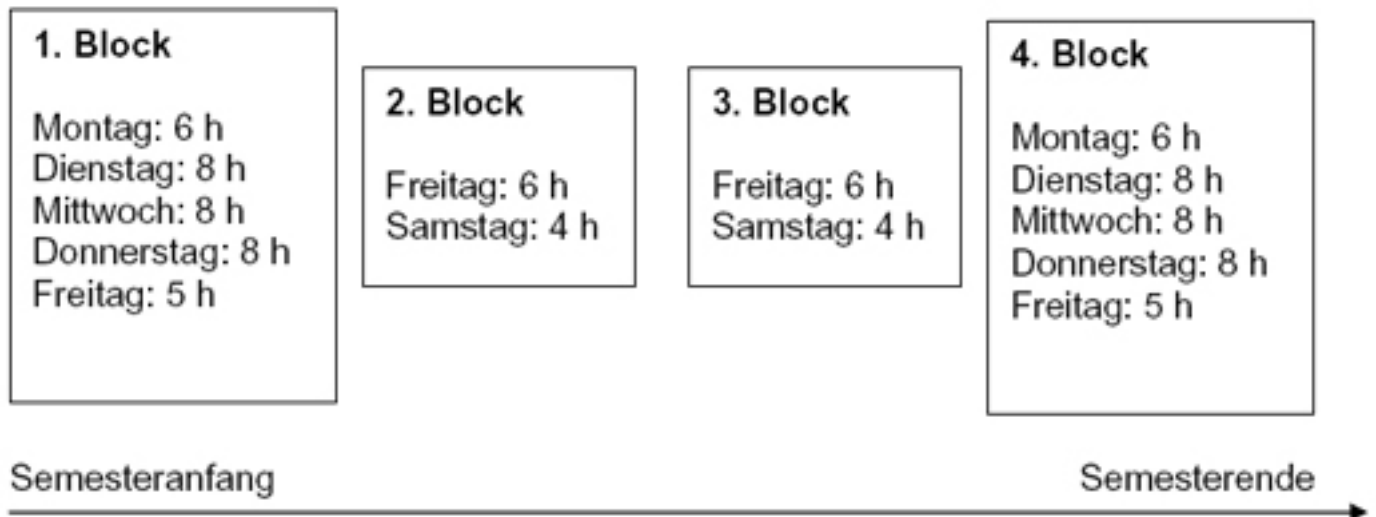 1. Block
Montag: 6 h
Dienstag: 8 h
Mittwoch: 8 h
Donnerstag: 8 h
Freitag: 5 h
2. Block
Freitag: 6 h
Samstag: 4 h
3. Block
Freitag: 6 h
Samstag: 4 h
4. Block
Montag: 6 h
Dienstag: 8 h
Mittwoch: 8 h
Donnerstag: 8 h
Freitag: 5 h
Semesteranfang
Semesterende